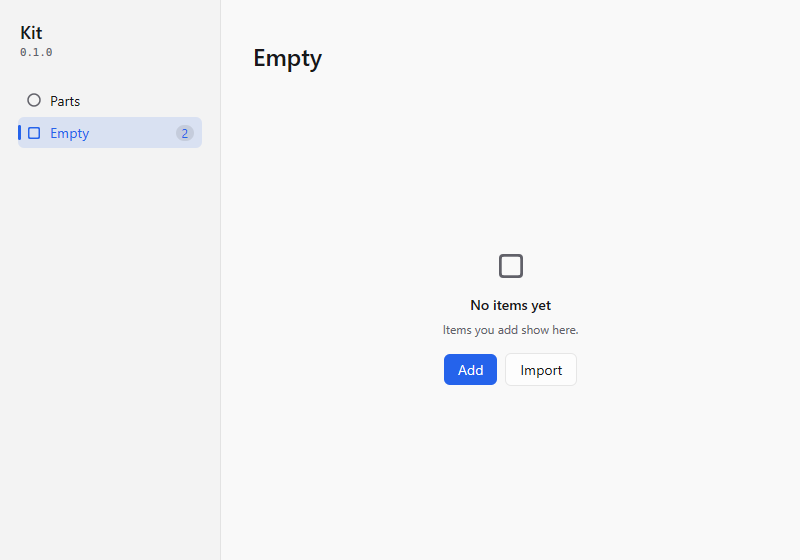 Kit
0.1.0
Parts
Empty 2
Empty
No items yet
Items you add show here.
Add Import